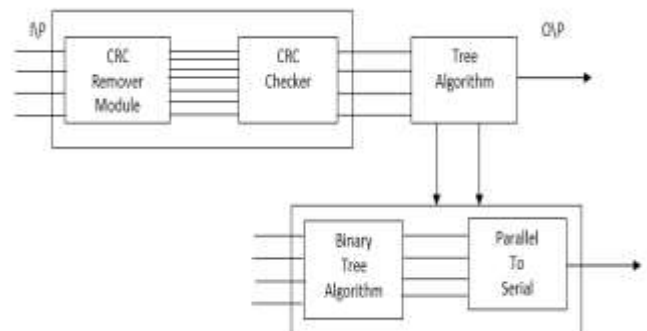 I\P
CRC
Remover
Module
CRC
Checker
Tree
Algorithm
O\P
Binary
Tree
Algorithm
Parallel
To
Serial